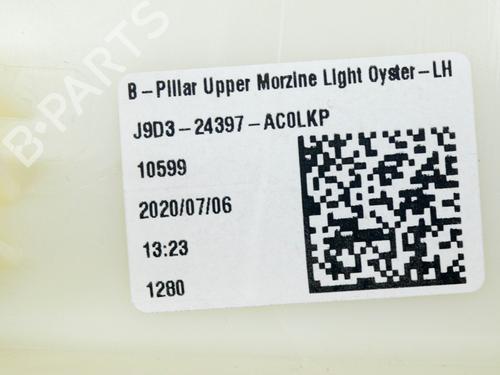 B-Pillar Upper Morzine Light Oyster-LH
J9D3-24397-AC0LKP
10599
2020/07/06
13:23
1280
B-PARTS